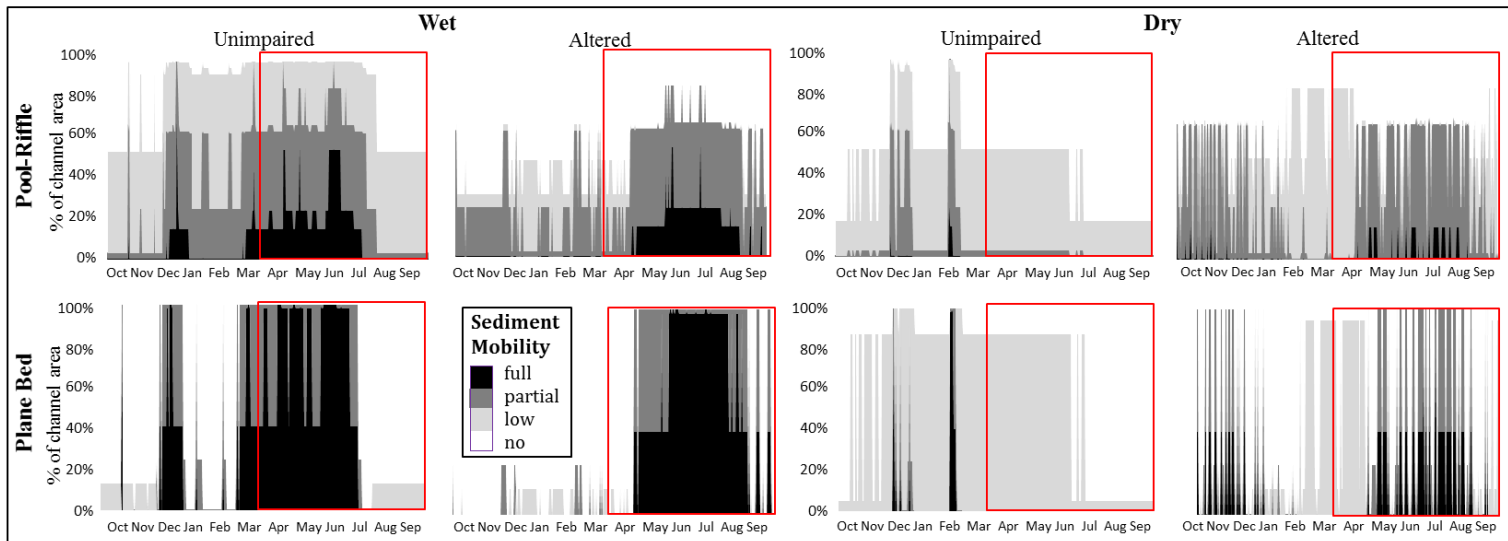 Wet
Dry
Unimpaired
Altered
Unimpaired
Altered
Pool-Riffle
% of channel area
100%
80%
60%
40%
20%
0%
Oct Nov Dec Jan Feb Mar Apr May Jun Jul Aug Sep
Oct Nov Dec Jan Feb Mar Apr May Jun Jul Aug Sep
100%
80%
60%
40%
20%
0%
Oct Nov Dec Jan Feb Mar Apr May Jun Jul Aug Sep
Oct Nov Dec Jan Feb Mar Apr May Jun Jul Aug Sep
Plane Bed
% of channel area
100%
80%
60%
40%
20%
0%
Oct Nov Dec Jan Feb Mar Apr May Jun Jul Aug Sep
Sediment
Mobility
full
partial
low
no
Oct Nov Dec Jan Feb Mar Apr May Jun Jul Aug Sep
100%
80%
60%
40%
20%
0%
Oct Nov Dec Jan Feb Mar Apr May Jun Jul Aug Sep
Oct Nov Dec Jan Feb Mar Apr May Jun Jul Aug Sep